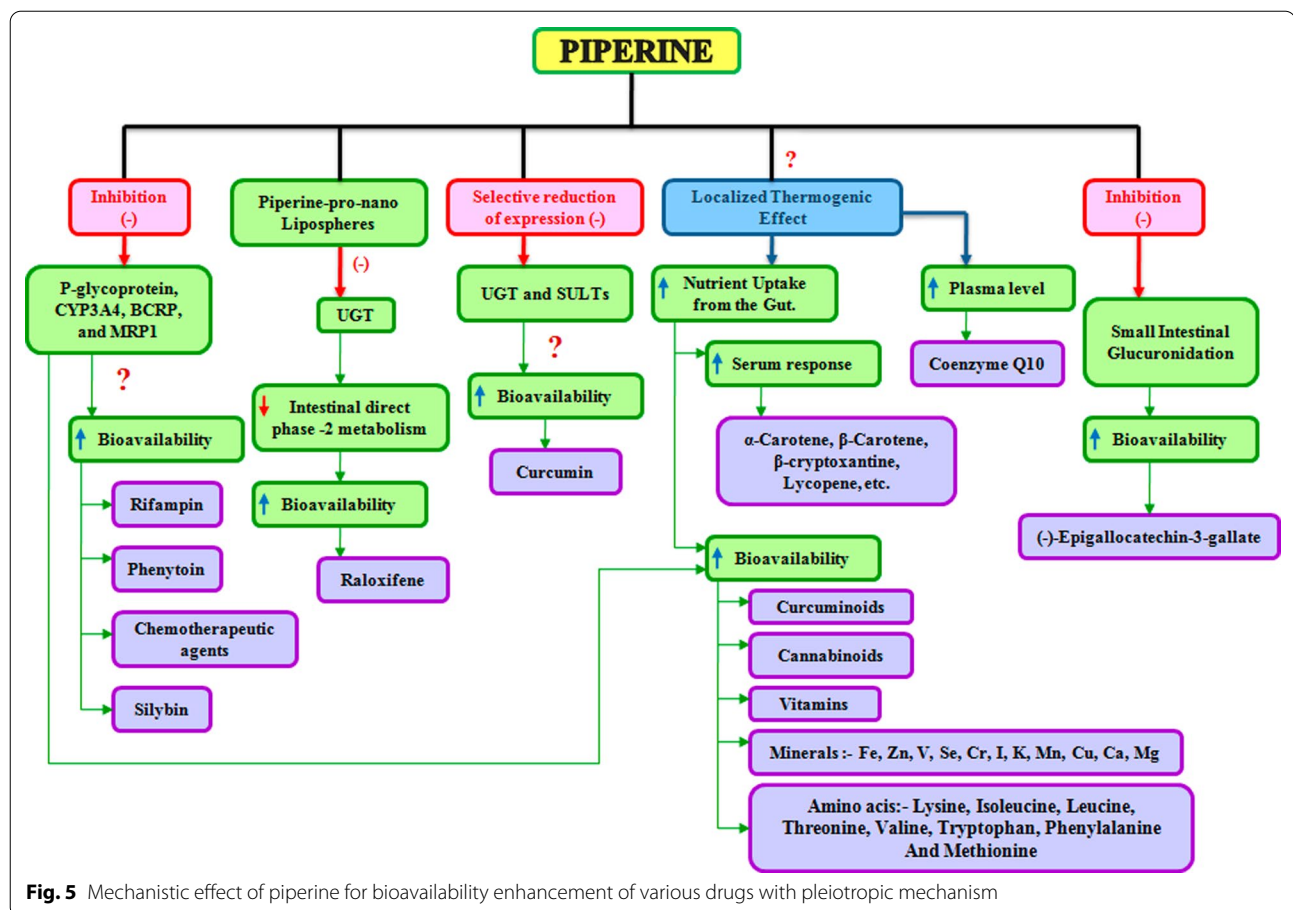 PIPERINE
Inhibition
(-)
P-glycoprotein,
CYP3A4, BCRP,
and MRP1
?
Bioavailability
Rifampin
Phenytoin
Chemotherapeutic
agents
Silybin
Piperine-pro-nano
Lipospheres
(-)
UGT
Intestinal direct
phase -2 metabolism
Bioavailability
Raloxifene
Selective reduction
of expression (-)
UGT and SULTs
?
Bioavailability
Curcumin
?
Localized Thermogenic
Effect
Nutrient Uptake
from the Gut.
Serum response
α-Carotene, β-Carotene,
β-cryptoxantine,
Lycopene, etc.
Bioavailability
Curcuminoids
Cannabinoids
Vitamins
Minerals :- Fe, Zn, V, Se, Cr, I, K, Mn, Cu, Ca, Mg
Amino acis:- Lysine, Isoleucine, Leucine,
Threonine, Valine, Tryptophan, Phenylalanine
And Methionine
Plasma level
Coenzyme Q10
Inhibition
(-)
Small Intestinal
Glucuronidation
Bioavailability
(-)-Epigallocatechin-3-gallate
Fig. 5 Mechanistic effect of piperine for bioavailability enhancement of various drugs with pleiotropic mechanism